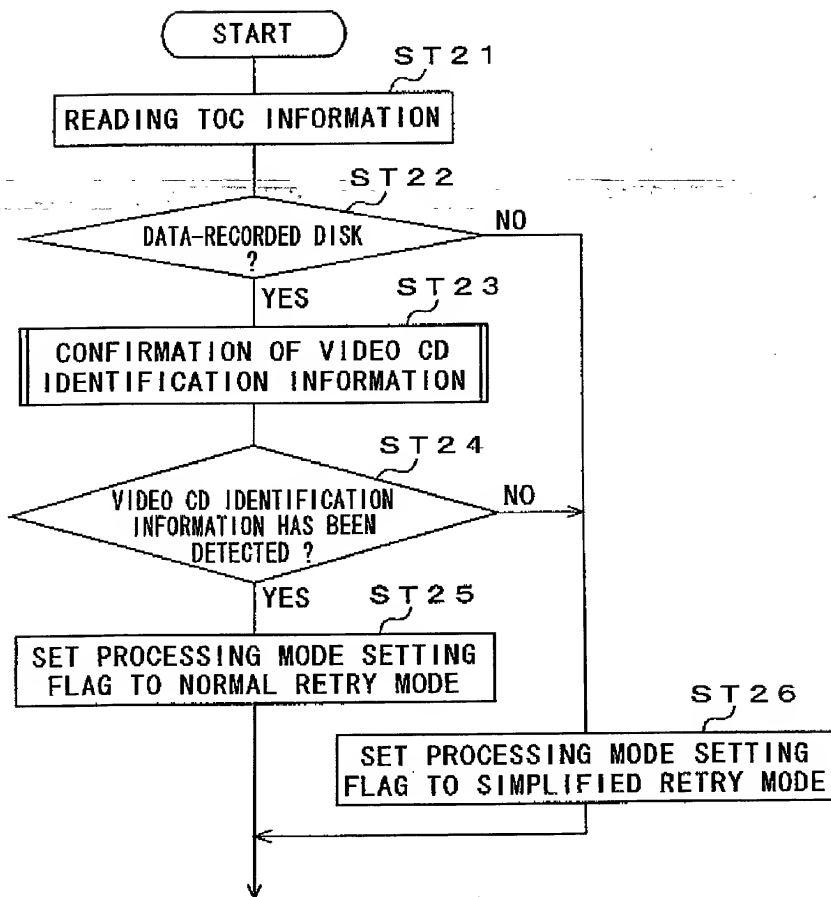 START
ST21
READING TOC INFORMATION
ST22
DATA-RECORDED DISK
?
NO
YES
ST23
CONFIRMATION OF VIDEO CD
IDENTIFICATION INFORMATION
ST24
VIDEO CD IDENTIFICATION
INFORMATION HAS BEEN
DETECTED ?
NO
YES
ST25
SET PROCESSING MODE SETTING
FLAG TO NORMAL RETRY MODE
ST26
SET PROCESSING MODE SETTING
FLAG TO SIMPLIFIED RETRY MODE